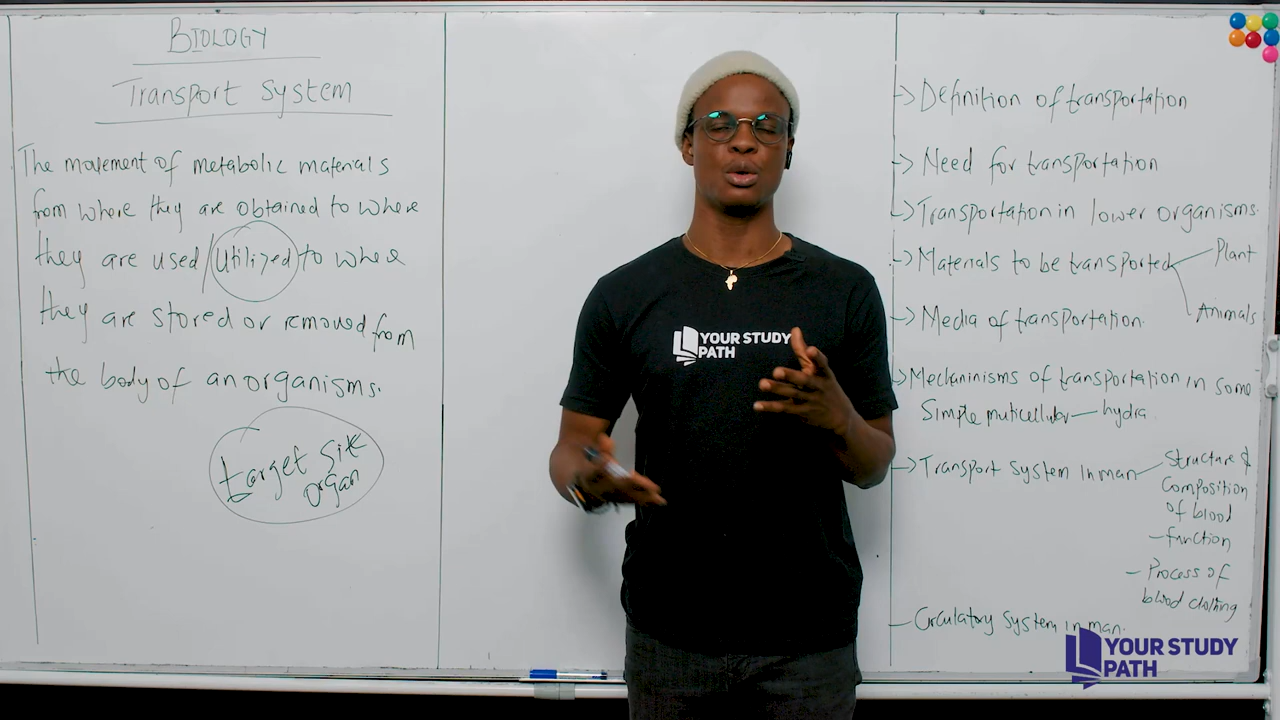 BIOLOGY
Transport System
The movement of metabolic materials
from where they are obtained to where
they are used / Utilized to where
they are stored or removed from
the body of an organisms.
target site
organ
YOUR STUDY
PATH
-> Definition of transportation
-> Need for transportation
-> Transportation in lower organisms.
-> Materials to be transported
Plant
Animals
-> Media of transportation.
-> Mechaninisms of transportation in some
Simple muticellular — hydra.
-> Transport System in man
Structure &
Composition
of blood
- function
- Process of
blood clotting
- Circulatory System in man.
YOUR STUDY
PATH